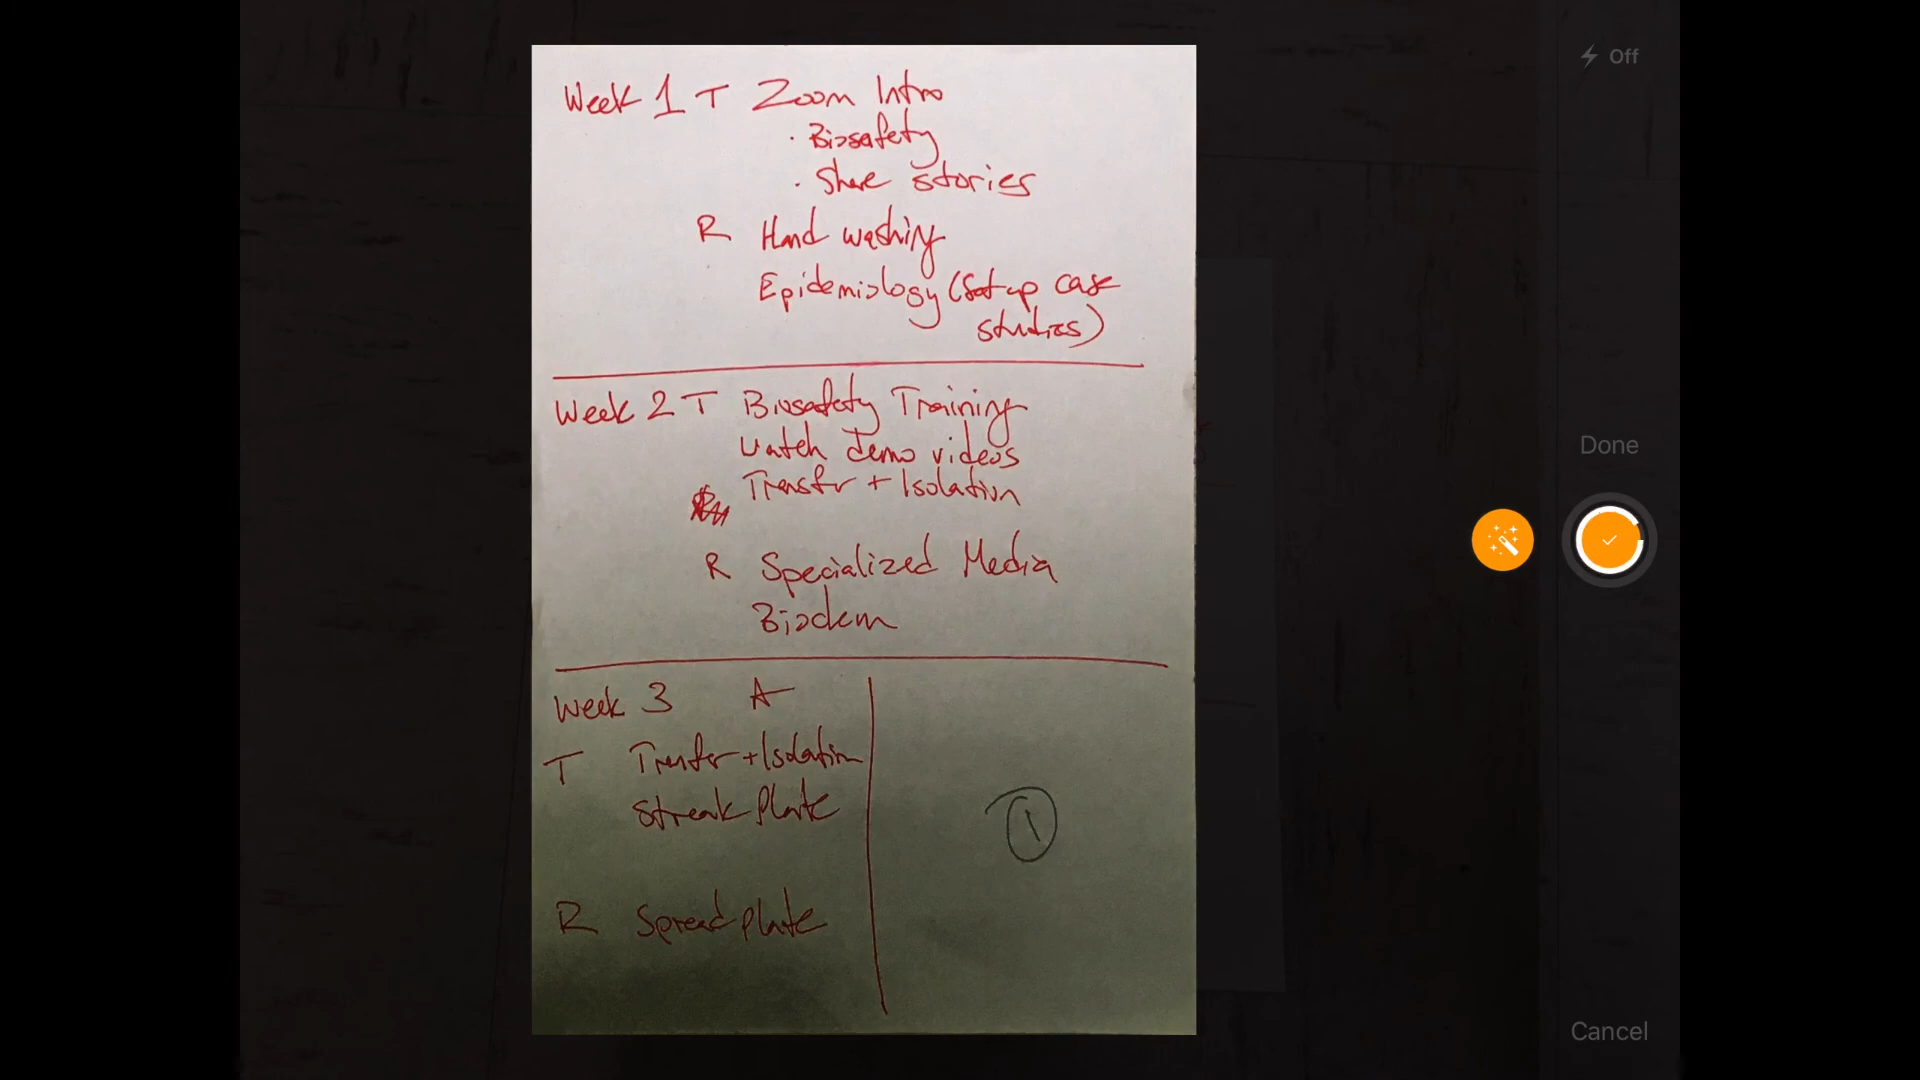 Week 1 T Zoom Intro
· Biosafety
· Share stories
R Hand washing
Epidemiology (Set up case
studies)
Week 2 T Biosafety Training
Watch demo videos
Transfer + Isolation
R Specialized Media
Biochem
Week 3 A
T Transfer + Isolation
Streak Plate
1
R Spread plate
Off
Done
Cancel